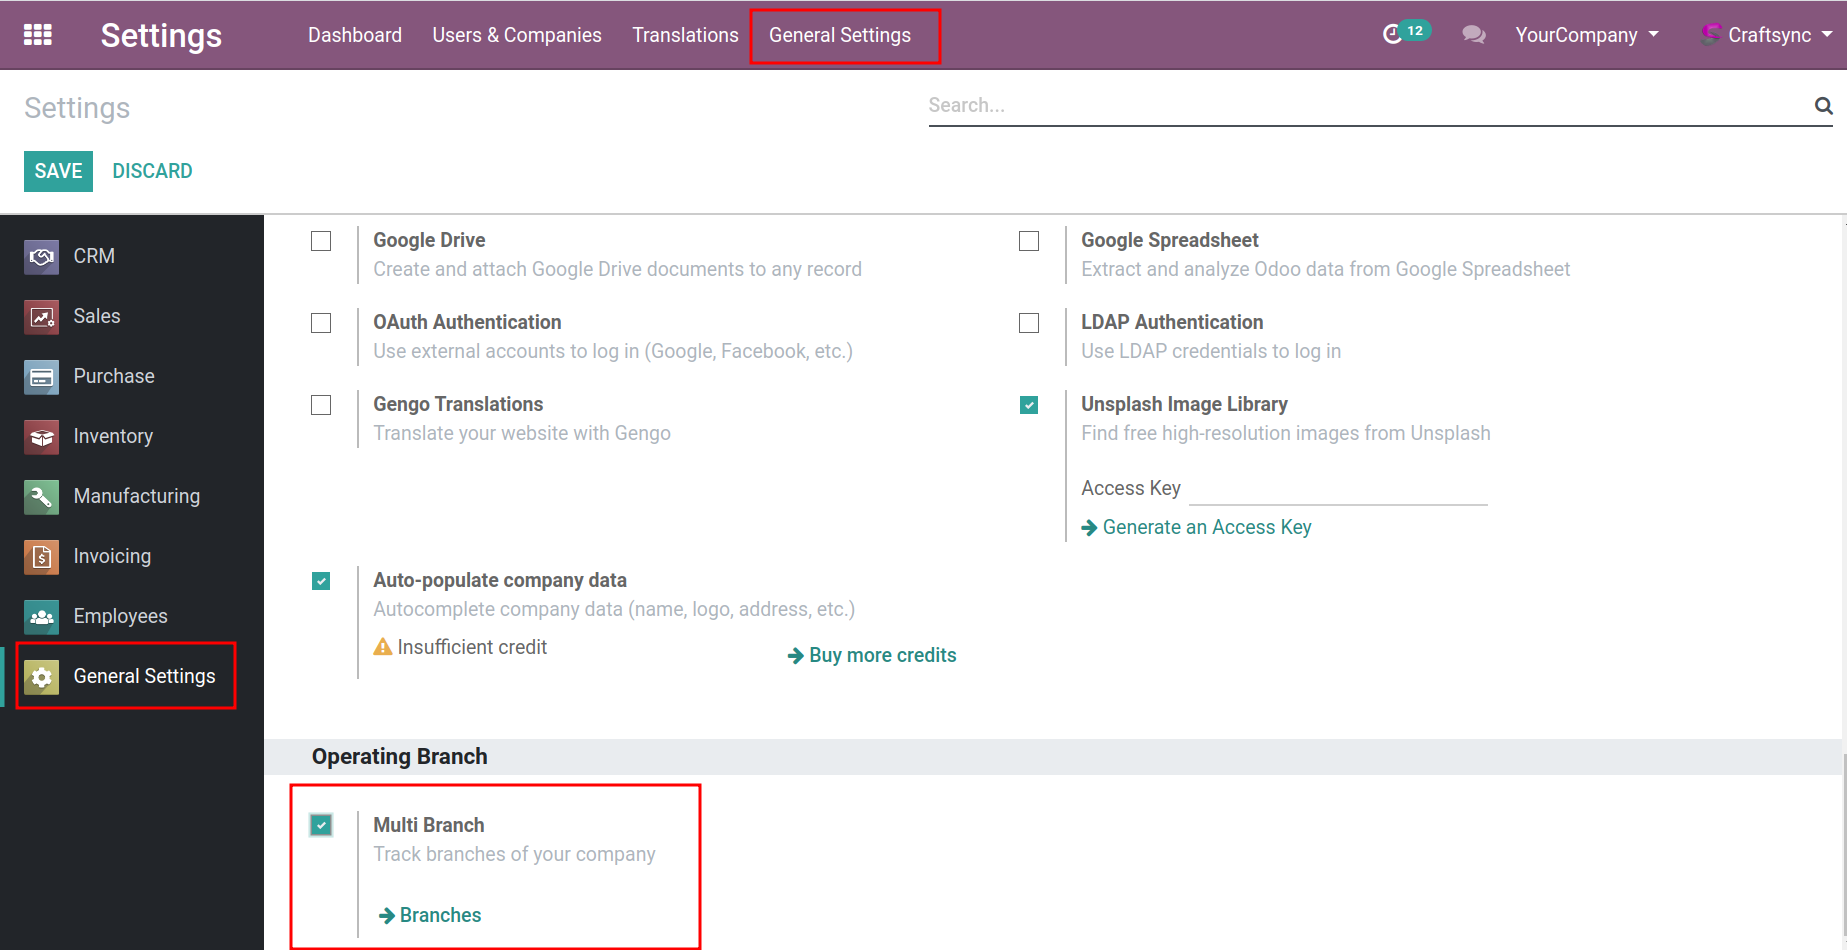 Settings
Dashboard
Users & Companies
Translations
General Settings
12
YourCompany
Craftsync
Settings
Search...
SAVE
DISCARD
CRM
Sales
Purchase
Inventory
Manufacturing
Invoicing
Employees
General Settings
Google Drive
Create and attach Google Drive documents to any record
Google Spreadsheet
Extract and analyze Odoo data from Google Spreadsheet
OAuth Authentication
Use external accounts to log in (Google, Facebook, etc.)
LDAP Authentication
Use LDAP credentials to log in
Gengo Translations
Translate your website with Gengo
Unsplash Image Library
Find free high-resolution images from Unsplash
Access Key
Generate an Access Key
Auto-populate company data
Autocomplete company data (name, logo, address, etc.)
Insufficient credit
Buy more credits
Operating Branch
Multi Branch
Track branches of your company
Branches